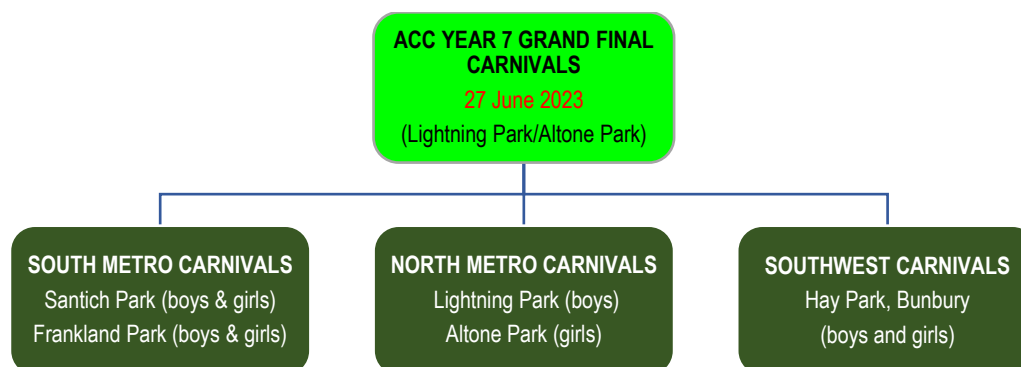 ACC YEAR 7 GRAND FINAL
CARNIVALS
27 June 2023
(Lightning Park/Altone Park)
SOUTH METRO CARNIVALS
Santich Park (boys & girls)
Frankland Park (boys & girls)
NORTH METRO CARNIVALS
Lightning Park (boys)
Altone Park (girls)
SOUTHWEST CARNIVALS
Hay Park, Bunbury
(boys and girls)